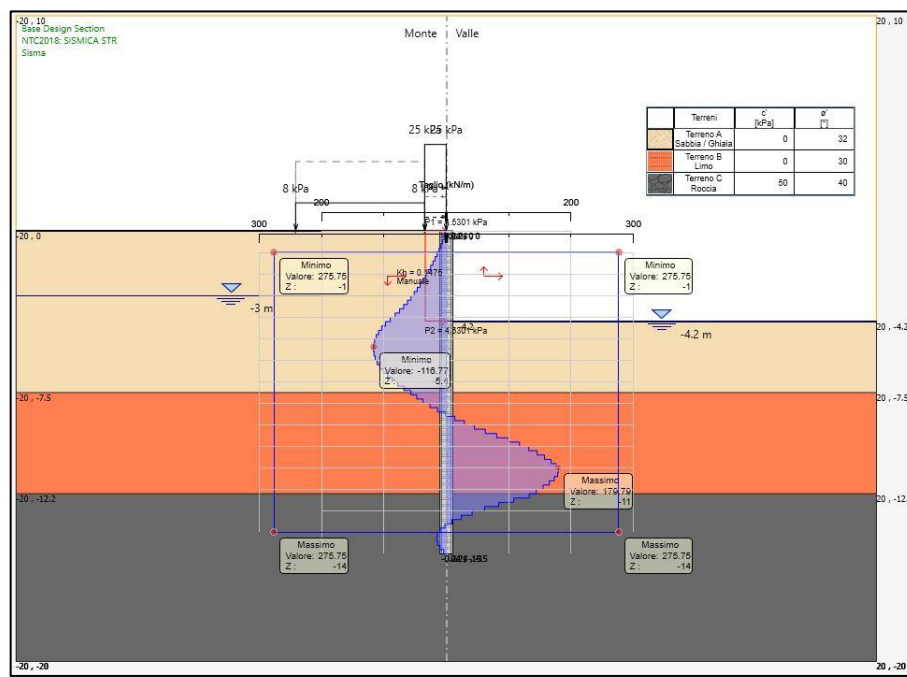 -20 , 10
20 , 10
Base Design Section
NTC2018: SISMICA STR
Sisma
Monte
Valle
Terreni
c'
[kPa]
ø'
[°]
Terreno A
Sabbia / Ghiaia
0
32
Terreno B
Limo
0
30
Terreno C
Roccia
50
40
25 kPa
25 kPa
8 kPa
8 kPa
Taglio (kN/m)
200
200
300
300
-20 , 0
Minimo
Valore: 275.75
Z : -1
Kh = 0.1475
Manuale
Minimo
Valore: 275.75
Z : -1
-3 m
P2 = 4.5301 kPa
-4.2
-4.2 m
20 , -4.2
Minimo
Valore: -116.77
Z : -5.4
-20 , -7.5
20 , -7.5
Massimo
Valore: 179.79
Z : -11
-20 , -12.2
20 , -12.2
Massimo
Valore: 275.75
Z : -14
Massimo
Valore: 275.75
Z : -14
-20 , -20
20 , -20